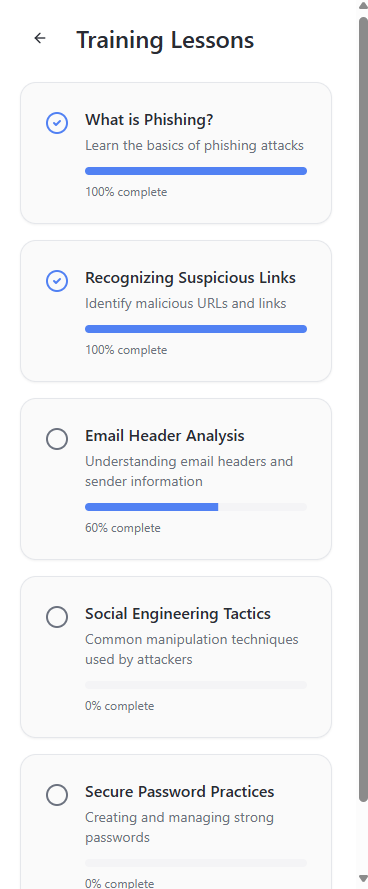 Training Lessons
What is Phishing?
Learn the basics of phishing attacks
100% complete
Recognizing Suspicious Links
Identify malicious URLs and links
100% complete
Email Header Analysis
Understanding email headers and
sender information
60% complete
Social Engineering Tactics
Common manipulation techniques
used by attackers
0% complete
Secure Password Practices
Creating and managing strong
passwords
0% complete